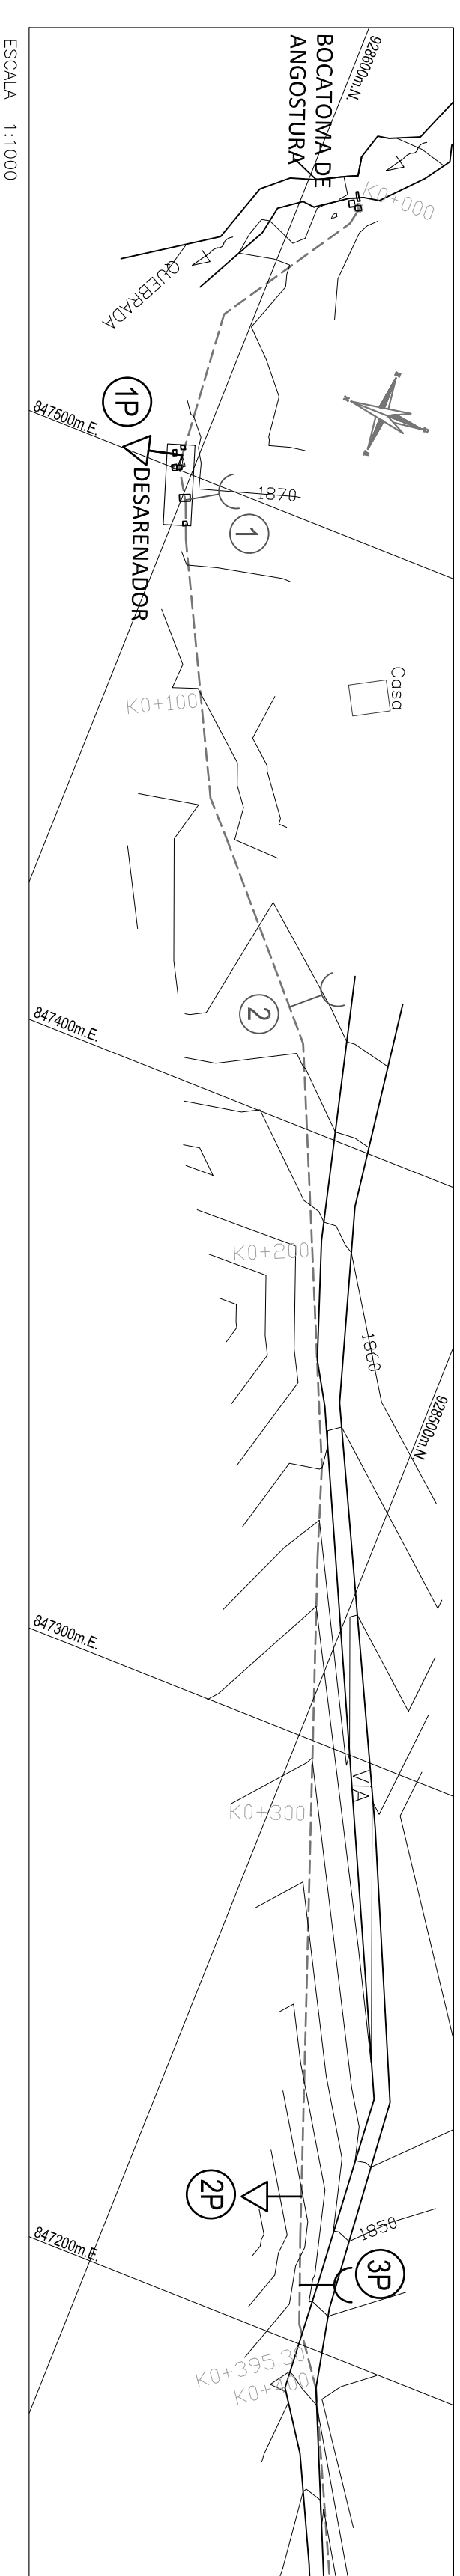 928600m.N.
BOCATOMA DE
ANGOSTURA
K0+000
QUEBRADA
1P
847500m.E.
DESARENADOR
1870
1
Casa
K0+100
2
847400m.E.
K0+200
1860
928500m.N.
847300m.E.
VIA
K0+300
2P
1850
3P
847200m.E.
K0+395.30
K0+400
ESCALA 1:1000